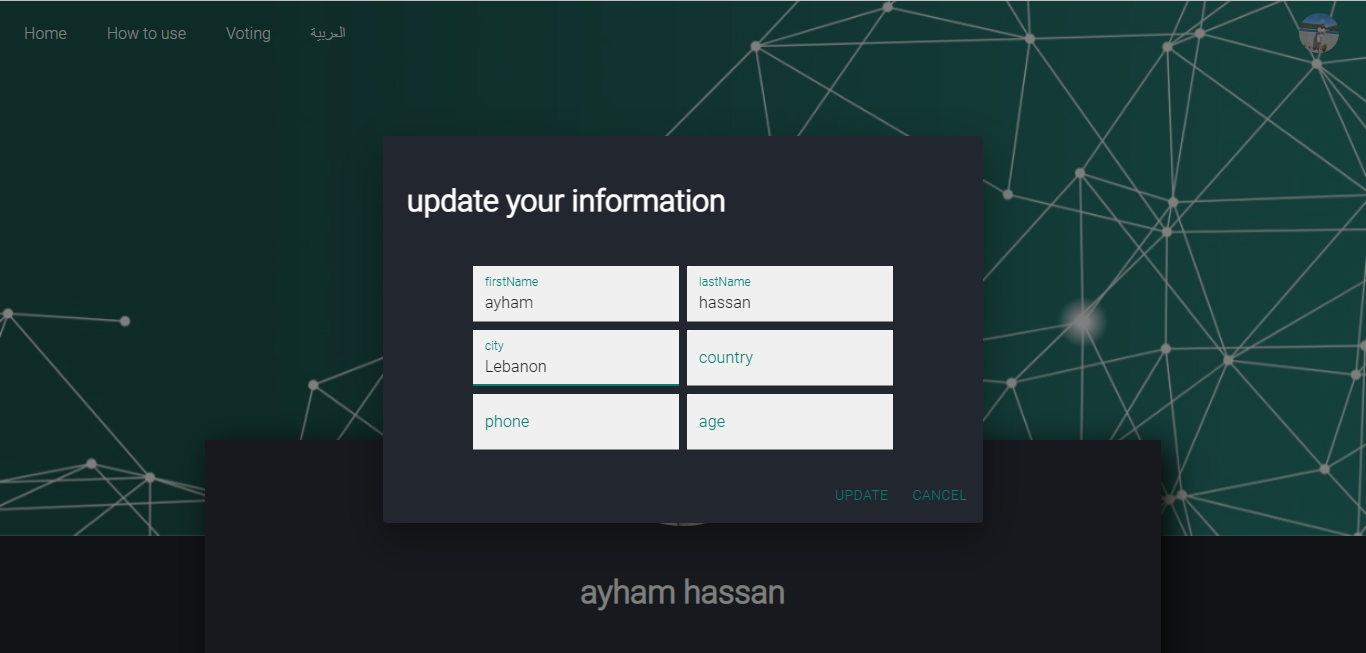 Home How to use Voting العربية
update your information
firstName lastName
ayham hassan
city
Lebanon country
phone age
UPDATE CANCEL
ayham hassan